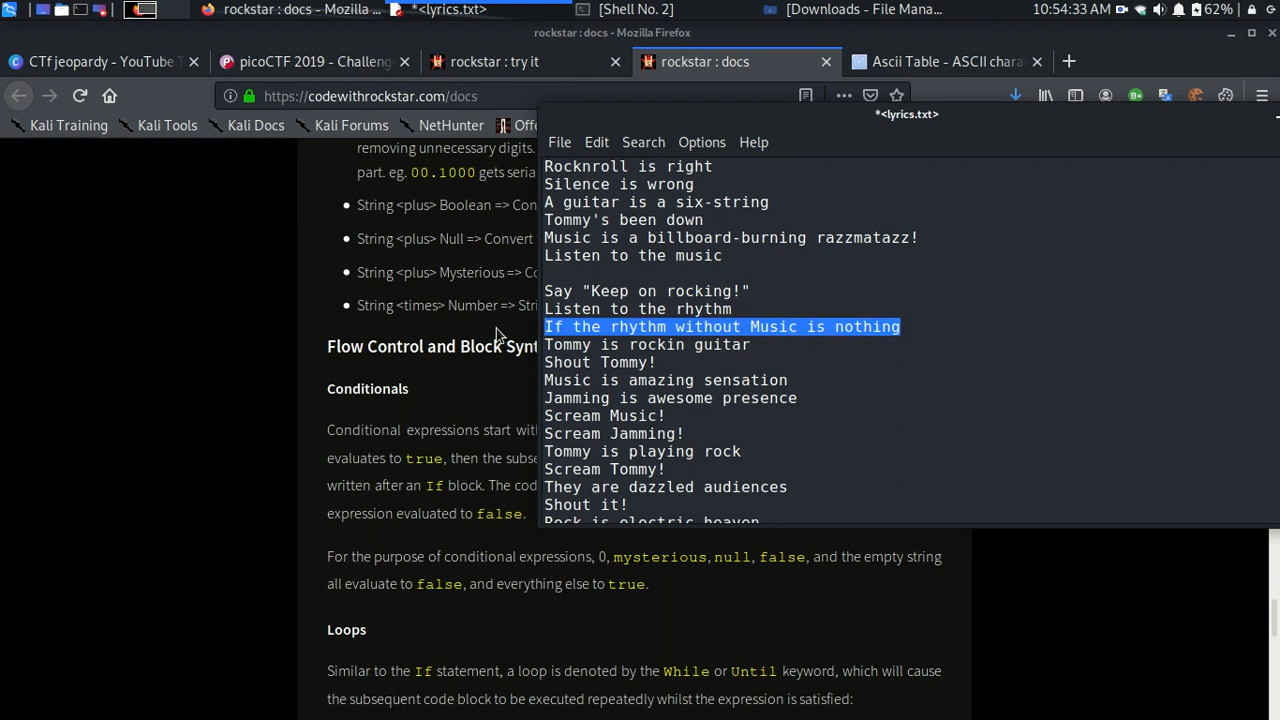 rockstar : docs - Mozilla ...
*<lyrics.txt>
[Shell No. 2]
[Downloads - File Mana...
10:54:33 AM
62%
rockstar : docs - Mozilla Firefox
CTf jeopardy - YouTube
picoCTF 2019 - Challeng
rockstar : try it
rockstar : docs
Ascii Table - ASCII chara
https://codewithrockstar.com/docs
Kali Training
Kali Tools
Kali Docs
Kali Forums
NetHunter
Offe
*<lyrics.txt>
File Edit Search Options Help
removing unnecessary digits.
part. eg. 00.1000 gets seria
String <plus> Boolean => Con
String <plus> Null => Convert
String <plus> Mysterious => Co
String <times> Number => Stri
Flow Control and Block Synt
Conditionals
Conditional expressions start with
evaluates to true, then the subse
written after an If block. The cod
expression evaluated to false.
For the purpose of conditional expressions, 0, mysterious, null, false, and the empty string
all evaluate to false, and everything else to true.
Loops
Similar to the If statement, a loop is denoted by the While or Until keyword, which will cause
the subsequent code block to be executed repeatedly whilst the expression is satisfied:
Rocknroll is right
Silence is wrong
A guitar is a six-string
Tommy's been down
Music is a billboard-burning razzmatazz!
Listen to the music
Say "Keep on rocking!"
Listen to the rhythm
If the rhythm without Music is nothing
Tommy is rockin guitar
Shout Tommy!
Music is amazing sensation
Jamming is awesome presence
Scream Music!
Scream Jamming!
Tommy is playing rock
Scream Tommy!
They are dazzled audiences
Shout it!
Rock is electric heaven